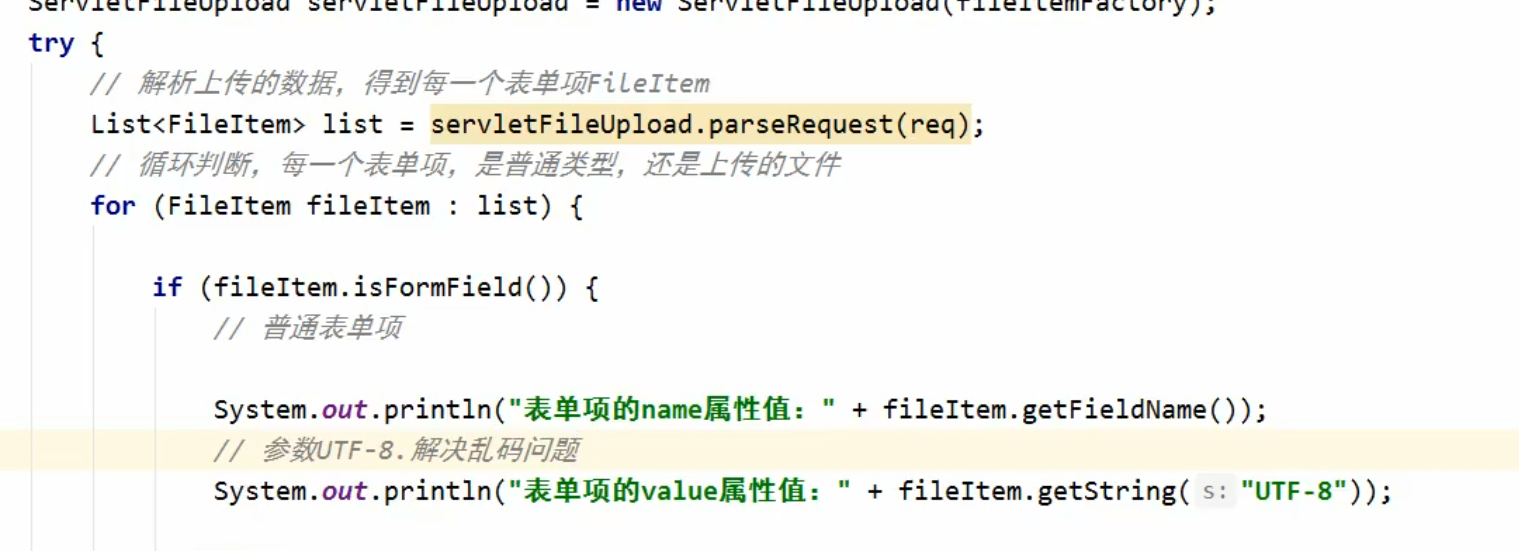 ServletFileUpload servletFileUpload = new ServletFileUpload(fileItemFactory);
try {
// 解析上传的数据，得到每一个表单项FileItem
List<FileItem> list = servletFileUpload.parseRequest(req);
// 循环判断，每一个表单项，是普通类型，还是上传的文件
for (FileItem fileItem : list) {
if (fileItem.isFormField()) {
// 普通表单项
System.out.println("表单项的name属性值：" + fileItem.getFieldName());
// 参数UTF-8.解决乱码问题
System.out.println("表单项的value属性值：" + fileItem.getString( s: "UTF-8"));